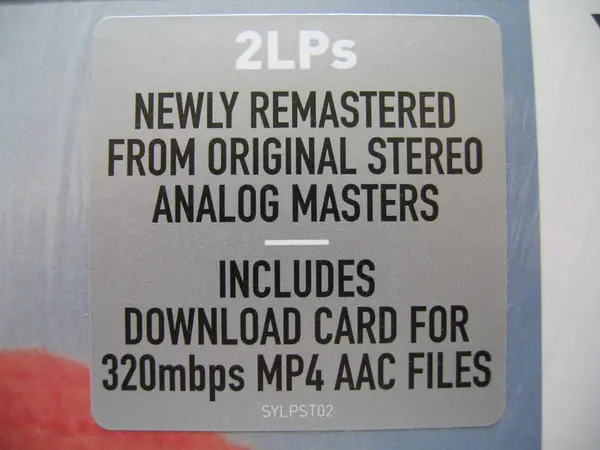 2LPs
NEWLY REMASTERED
FROM ORIGINAL STEREO
ANALOG MASTERS
INCLUDES
DOWNLOAD CARD FOR
320mbps MP4 AAC FILES
SYLPST02